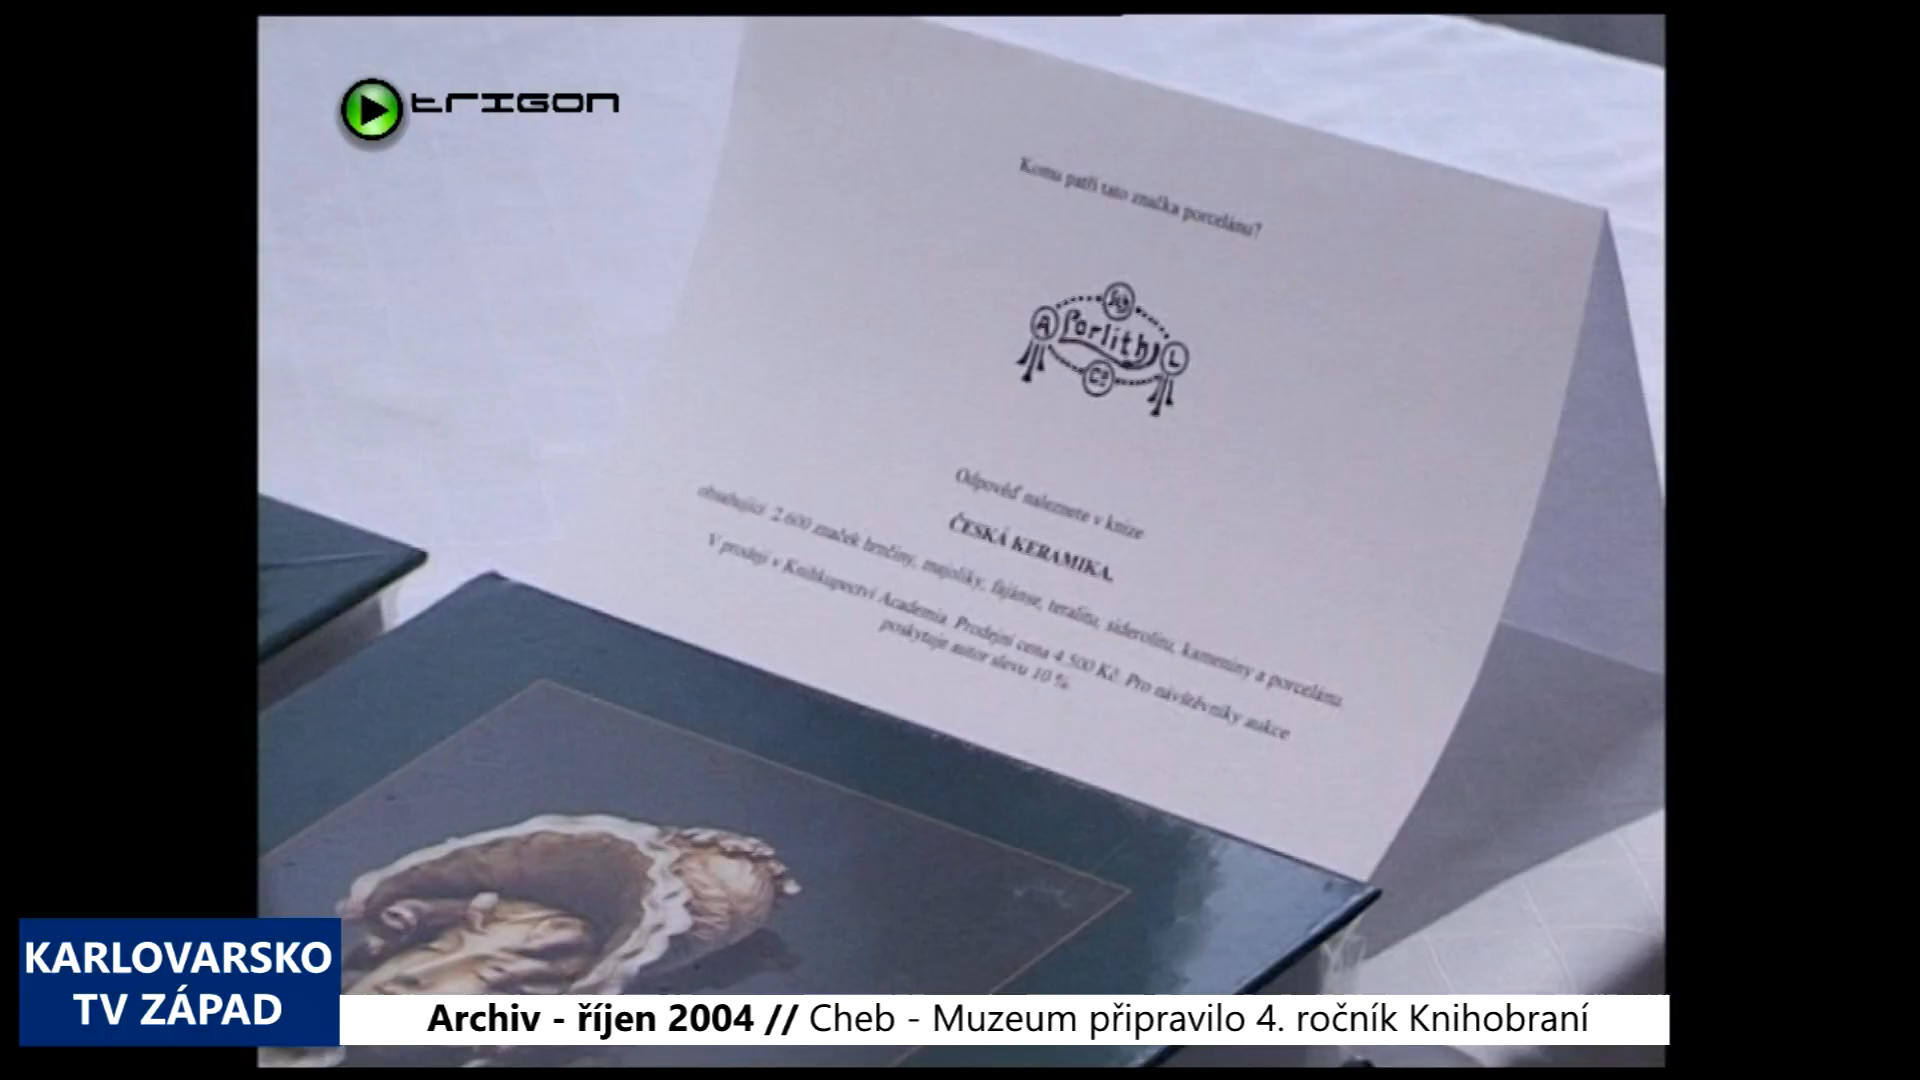 trigon
Komu patří tato značka porcelánu?
A Porlith L
Co
Odpověď naleznete v knize
ČESKÁ KERAMIKA,
obsahující 2 600 značek hrnčiny, majoliky, fajánse, teralitu, siderolitu, kameniny a porcelánu
V prodeji v Knihkupectví Academia. Prodejní cena 4 500 Kč. Pro návštěvníky aukce
poskytuje autor slevu 10 %
KARLOVARSKO
TV ZÁPAD
Archiv - říjen 2004 // Cheb - Muzeum připravilo 4. ročník Knihobraní